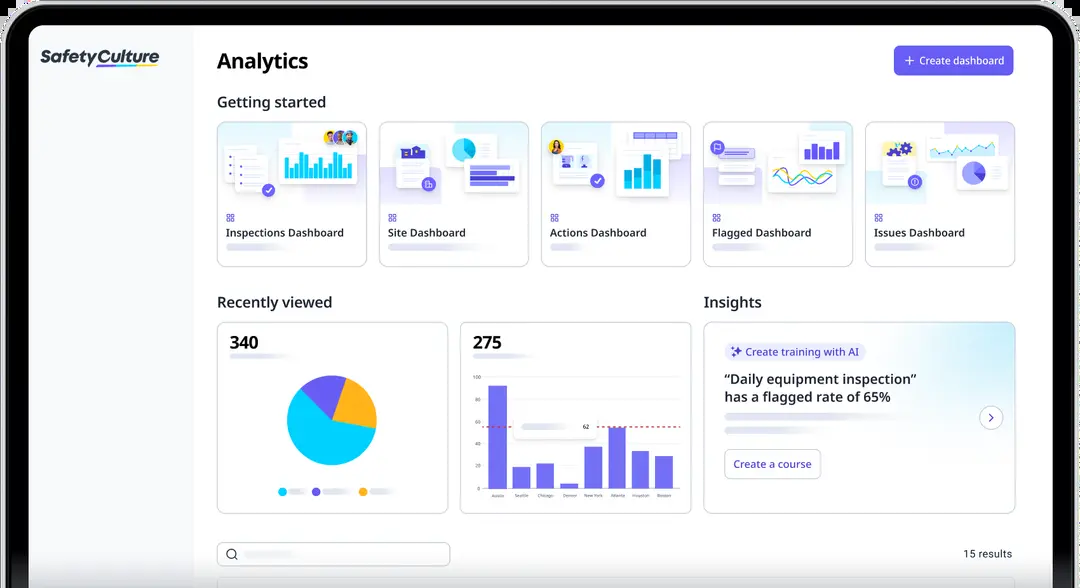 SafetyCulture
Analytics
+ Create dashboard
Getting started
Inspections Dashboard
Site Dashboard
Actions Dashboard
Flagged Dashboard
Issues Dashboard
Recently viewed
Insights
340
275
100
80
60
40
20
0
62
Austin
Seattle
Chicago
Denver
New York
Atlanta
Houston
Boston
Create training with AI
“Daily equipment inspection”
has a flagged rate of 65%
Create a course
15 results